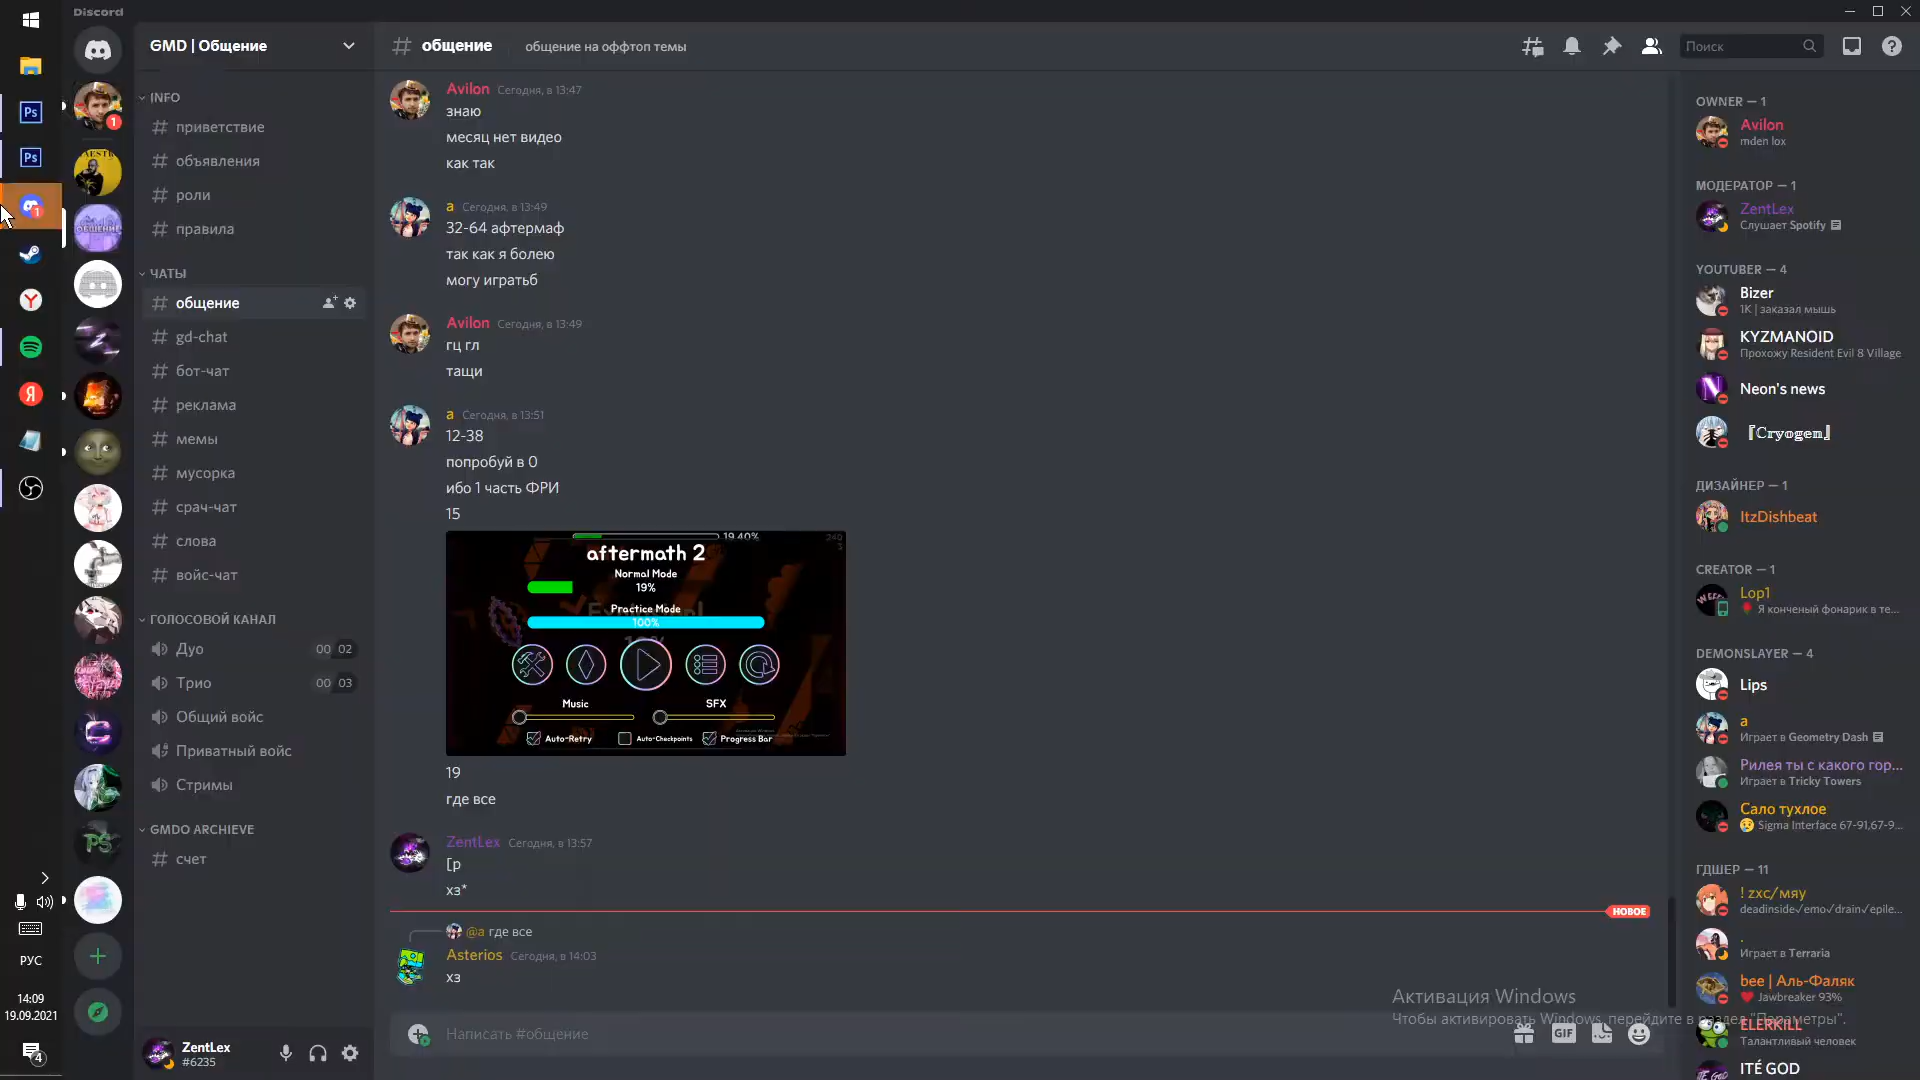 Discord
GMD | Общение
общение
общение на оффтоп темы
Поиск
INFO
приветствие
объявления
роли
правила
ЧАТЫ
общение
gd-chat
бот-чат
реклама
мемы
мусорка
срач-чат
слова
войс-чат
ГОЛОСОВОЙ КАНАЛ
Дуо 00 02
Трио 00 03
Общий войс
Приватный войс
Стримы
GMDO ARCHIEVE
счет
ZentLex
#6235
Ps
Ps
1
1
РУС
14:09
19.09.2021
4
Avilon Сегодня, в 13:47
знаю
месяц нет видео
как так
a Сегодня, в 13:49
32-64 афтермаф
так как я болею
могу игратьб
Avilon Сегодня, в 13:49
гц гл
тащи
a Сегодня, в 13:51
12-38
попробуй в 0
ибо 1 часть ФРИ
15
19.40%
aftermath 2
Normal Mode
19%
Practice Mode
100%
Music SFX
Auto-Retry Auto-Checkpoints Progress Bar
19
где все
ZentLex Сегодня, в 13:57
[р
хз*
НОВОЕ
@a где все
Asterios Сегодня, в 14:03
хз
Написать #общение
GIF
Активация Windows
Чтобы активировать Windows, перейдите в раздел "Параметры".
OWNER — 1
Avilon
mden lox
МОДЕРАТОР — 1
ZentLex
Слушает Spotify
YOUTUBER — 4
Bizer
1K | заказал мышь
KYZMANOID
Прохожу Resident Evil 8 Village
Neon's news
『Cryogen』
ДИЗАЙНЕР — 1
ItzDishbeat
CREATOR — 1
Lop1
Я конченый фонарик в те...
DEMONSLAYER — 4
Lips
a
Играет в Geometry Dash
Рилея ты с какого гор...
Играет в Tricky Towers
Сало тухлое
Sigma Interface 67-91,67-9...
ГДШЕР — 11
! zxc/мяу
deadinside✓emo✓drain✓epile...
.
Играет в Terraria
bee | Аль-Фаляк
Jawbreaker 93%
ELERKILL
Талантливый человек
ITÉ GOD